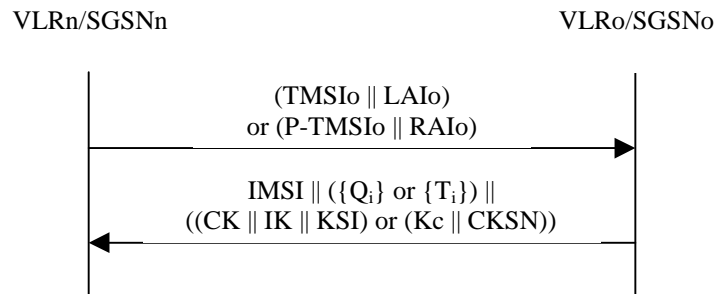 VLRn/SGSNn VLRo/SGSNo
(TMSIo || LAIo)
or (P-TMSIo || RAIo)
IMSI || ({Qi} or {Ti}) ||
((CK || IK || KSI) or (Kc || CKSN))